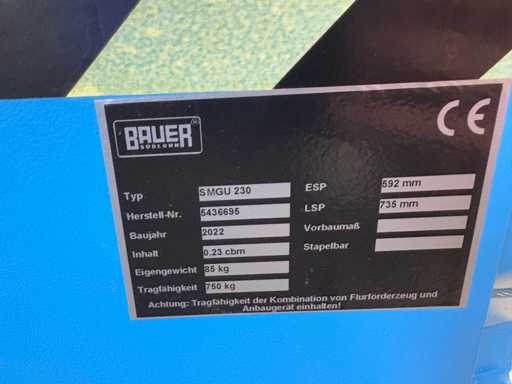 BAUER
SÜDLOHN
CE
Typ SMGU 230
Herstell-Nr. 5436695
Baujahr 2022
Inhalt 0,23 cbm
Eigengewicht 85 kg
Tragfähigkeit 750 kg
ESP 592 mm
LSP 735 mm
Vorbaumaß
Stapelbar
Achtung: Tragfähigkeit der Kombination von Flurförderzeug und
Anbaugerät einhalten!